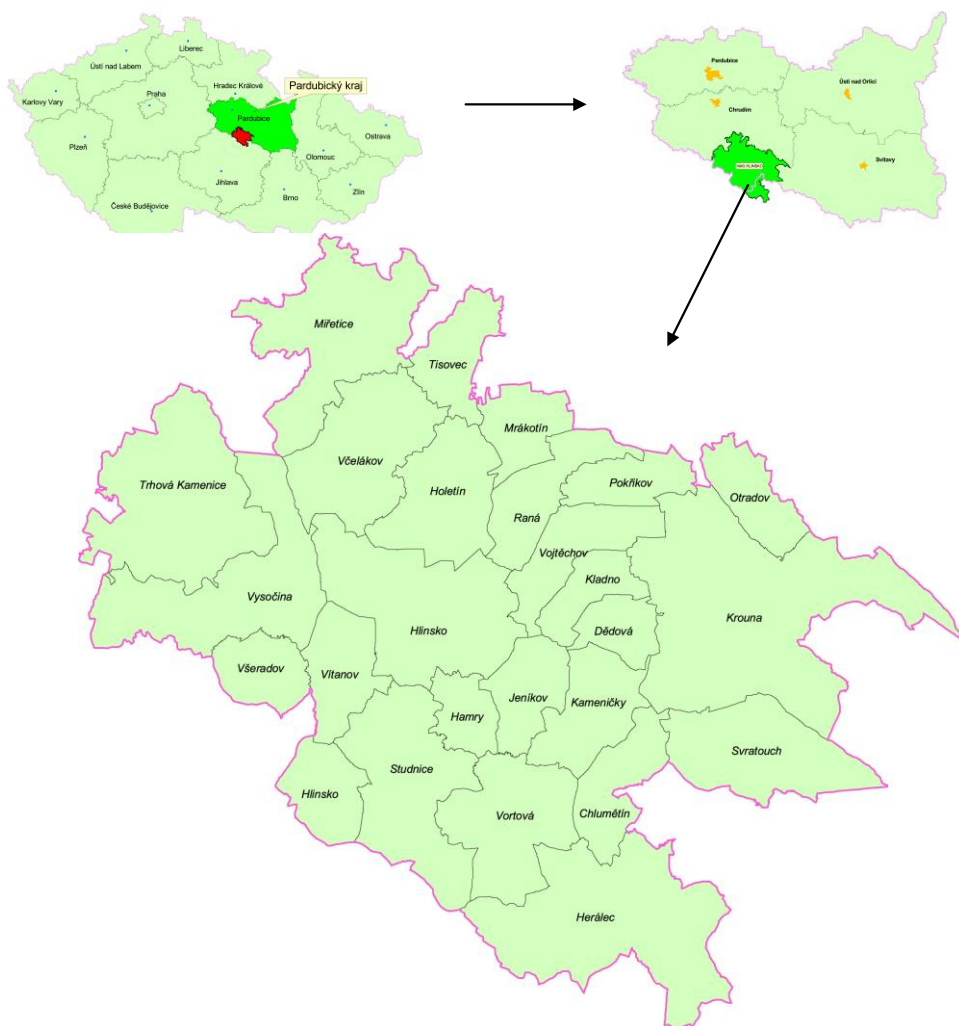 Liberec
Ústí nad Labem
Hradec Králové
Karlovy Vary
Praha
Pardubický kraj
Pardubice
Plzeň
Ostrava
Olomouc
Jihlava
Zlín
Brno
České Budějovice
Pardubice
Ústí nad Orlicí
Chrudim
Svitavy
MAS HLINSKO
Miřetice
Tisovec
Mrákotín
Včelákov
Pokřikov
Trhová Kamenice
Holetín
Otradov
Raná
Vojtěchov
Kladno
Vysočina
Krouna
Hlinsko
Dědová
Všeradov
Vítanov
Jeníkov
Kameničky
Hamry
Svratouch
Studnice
Hlinsko
Vortová
Chlumětín
Herálec